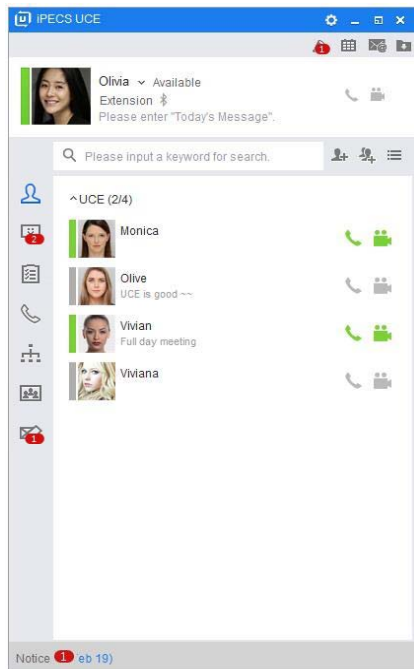 iPECS UCE
1
Olivia Available
Extension
Please enter "Today's Message".
Please input a keyword for search.
UCE (2/4)
2
Monica
Olive
UCE is good ~~
Vivian
Full day meeting
Viviana
1
Notice 1 eb 19)